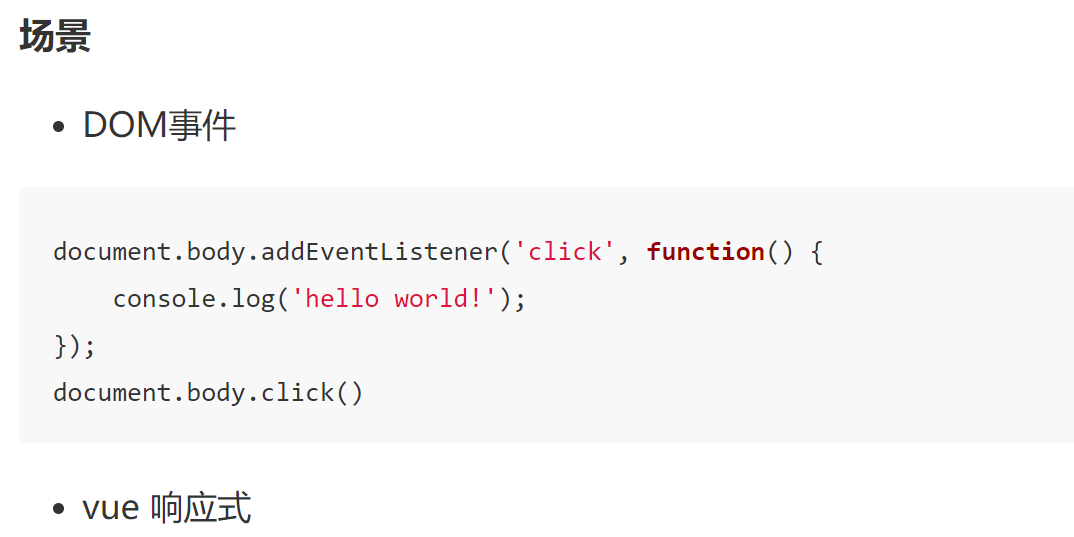 场景
• DOM事件
document.body.addEventListener('click', function() {
    console.log('hello world!');
});
document.body.click()
• vue 响应式